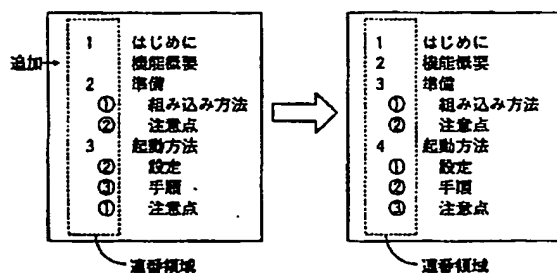 追加
1 はじめに
機能概要
2 準備
① 組み込み方法
② 注意点
3 起動方法
② 設定
③ 手順
① 注意点
連番領域
1 はじめに
2 機能概要
3 準備
① 組み込み方法
② 注意点
4 起動方法
① 設定
② 手順
③ 注意点
連番領域